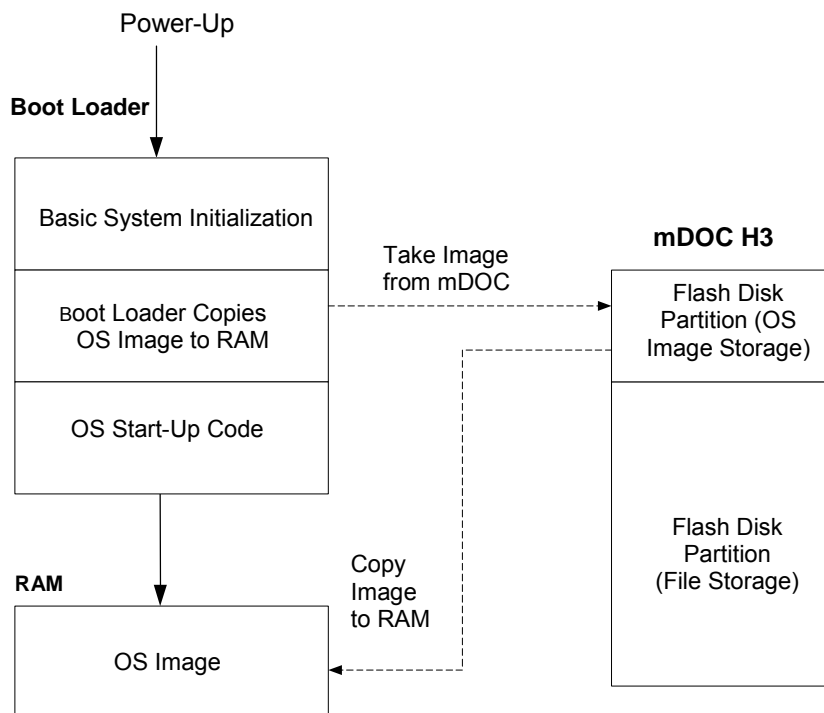 Power-Up
Boot Loader
Basic System Initialization
Boot Loader Copies
OS Image to RAM
OS Start-Up Code
Take Image
from mDOC
mDOC H3
Flash Disk
Partition (OS
Image Storage)
Flash Disk
Partition
(File Storage)
Copy
Image
to RAM
RAM
OS Image